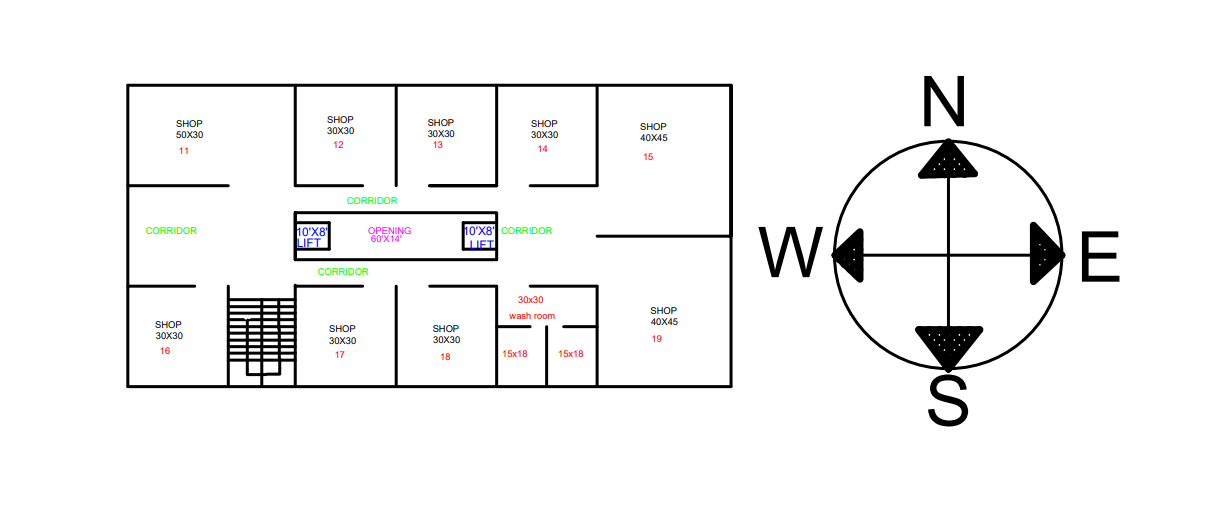 SHOP
50X30
11
SHOP
30X30
12
SHOP
30X30
13
SHOP
30X30
14
SHOP
40X45
15
CORRIDOR
CORRIDOR
10'X8'
LIFT
OPENING
60'X14'
10'X8'
LIFT
CORRIDOR
CORRIDOR
SHOP
30X30
16
SHOP
30X30
17
SHOP
30X30
18
30x30
wash room
15x18
15x18
SHOP
40X45
19
N
W
E
S